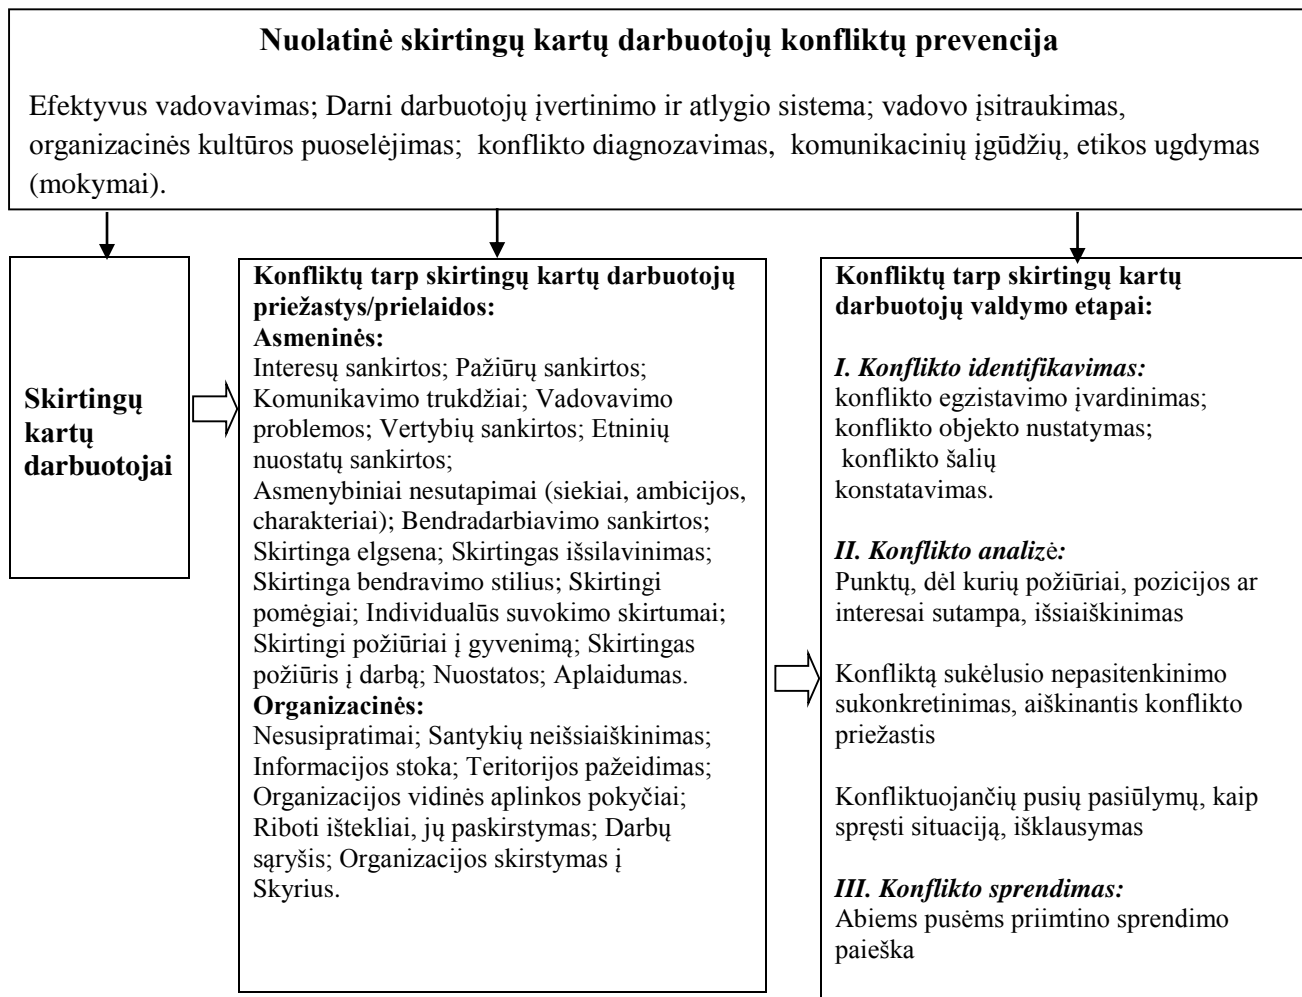 Nuolatinė skirtingų kartų darbuotojų konfliktų prevencija
Efektyvus vadovavimas; Darni darbuotojų įvertinimo ir atlygio sistema; vadovo įsitraukimas,
organizacinės kultūros puoselėjimas; konflikto diagnozavimas, komunikacinių įgūdžių, etikos ugdymas
(mokymai).
Skirtingų
kartų
darbuotojai
Konfliktų tarp skirtingų kartų darbuotojų
priežastys/prielaidos:
Asmeninės:
Interesų sankirtos; Pažiūrų sankirtos;
Komunikavimo trukdžiai; Vadovavimo
problemos; Vertybių sankirtos; Etninių
nuostatų sankirtos;
Asmenybiniai nesutapimai (siekiai, ambicijos,
charakteriai); Bendradarbiavimo sankirtos;
Skirtinga elgsena; Skirtingas išsilavinimas;
Skirtinga bendravimo stilius; Skirtingi
pomėgiai; Individualūs suvokimo skirtumai;
Skirtingi požiūriai į gyvenimą; Skirtingas
požiūris į darbą; Nuostatos; Aplaidumas.
Organizacinės:
Nesusipratimai; Santykių neišsiaiškinimas;
Informacijos stoka; Teritorijos pažeidimas;
Organizacijos vidinės aplinkos pokyčiai;
Riboti ištekliai, jų paskirstymas; Darbų
sąryšis; Organizacijos skirstymas į
Skyrius.
Konfliktų tarp skirtingų kartų
darbuotojų valdymo etapai:
I. Konflikto identifikavimas:
konflikto egzistavimo įvardinimas;
konflikto objekto nustatymas;
konflikto šalių
konstatavimas.
II. Konflikto analizė:
Punktų, dėl kurių požiūriai, pozicijos ar
interesai sutampa, išsiaiškinimas
Konfliktą sukėlusio nepasitenkinimo
sukonkretinimas, aiškinantis konflikto
priežastis
Konfliktuojančių pusių pasiūlymų, kaip
spręsti situaciją, išklausymas
III. Konflikto sprendimas:
Abiems pusėms priimtino sprendimo
paieška